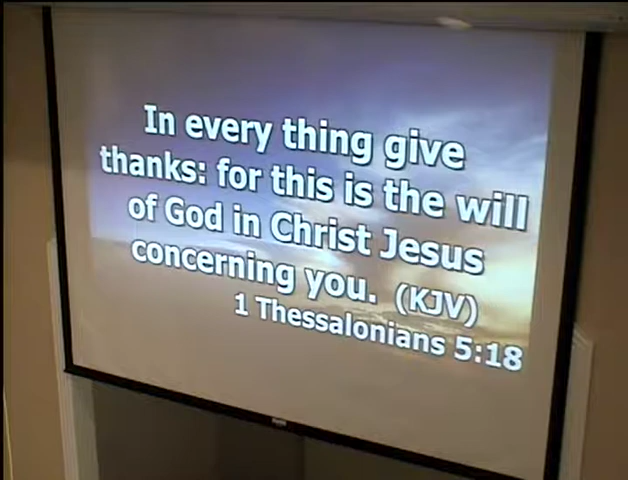 In every thing give
thanks: for this is the will
of God in Christ Jesus
concerning you. (KJV)
1 Thessalonians 5:18